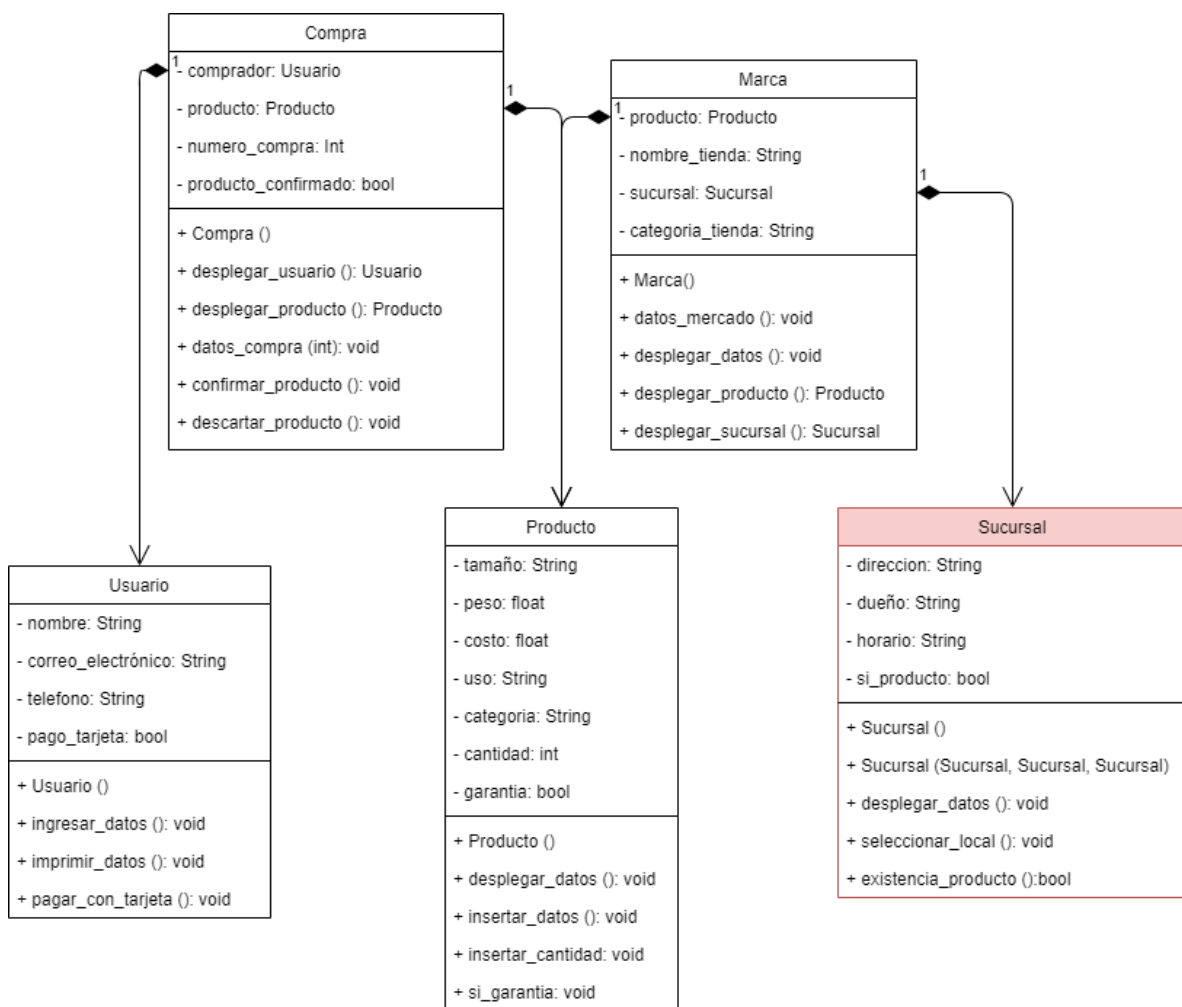 Compra
1
- comprador: Usuario
- producto: Producto
- numero_compra: Int
- producto_confirmado: bool
+ Compra ()
+ desplegar_usuario (): Usuario
+ desplegar_producto (): Producto
+ datos_compra (int): void
+ confirmar_producto (): void
+ descartar_producto (): void
1
Marca
1
- producto: Producto
- nombre_tienda: String
- sucursal: Sucursal
- categoria_tienda: String
+ Marca()
+ datos_mercado (): void
+ desplegar_datos (): void
+ desplegar_producto (): Producto
+ desplegar_sucursal (): Sucursal
1
Usuario
- nombre: String
- correo_electrónico: String
- telefono: String
- pago_tarjeta: bool
+ Usuario ()
+ ingresar_datos (): void
+ imprimir_datos (): void
+ pagar_con_tarjeta (): void
Producto
- tamaño: String
- peso: float
- costo: float
- uso: String
- categoria: String
- cantidad: int
- garantia: bool
+ Producto ()
+ desplegar_datos (): void
+ insertar_datos (): void
+ insertar_cantidad: void
+ si_garantia: void
Sucursal
- direccion: String
- dueño: String
- horario: String
- si_producto: bool
+ Sucursal ()
+ Sucursal (Sucursal, Sucursal, Sucursal)
+ desplegar_datos (): void
+ seleccionar_local (): void
+ existencia_producto ():bool